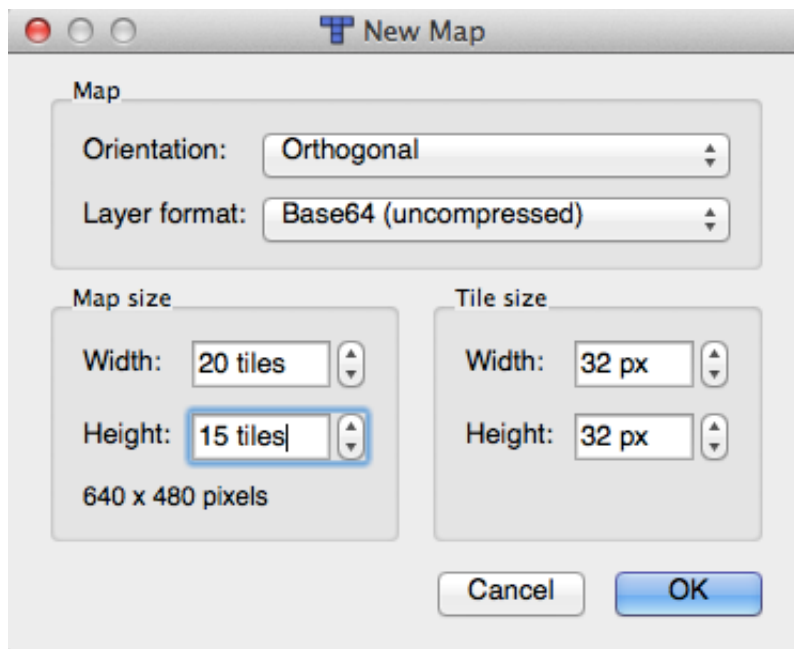 New Map
Map
Orientation: Orthogonal
Layer format: Base64 (uncompressed)
Map size
Width: 20 tiles
Height: 15 tiles
640 x 480 pixels
Tile size
Width: 32 px
Height: 32 px
Cancel OK